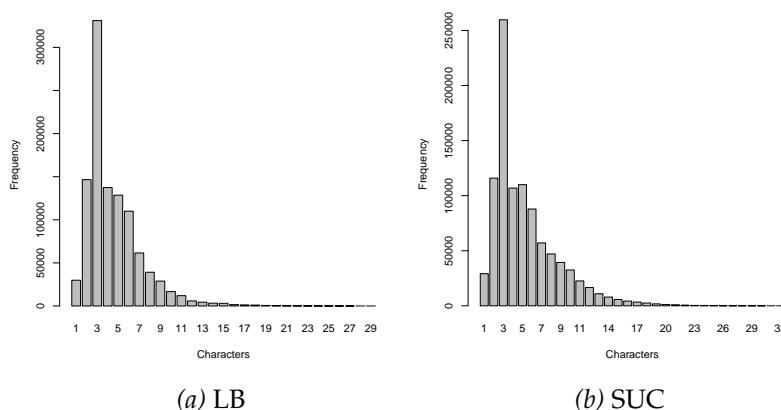 Frequency
0
50000
100000
200000
300000
1 3 5 7 9 11 13 15 17 19 21 23 25 27 29
Characters
(a) LB
Frequency
0
50000
100000
150000
200000
250000
1 3 5 7 9 11 14 17 20 23 26 29
Characters
(b) SUC